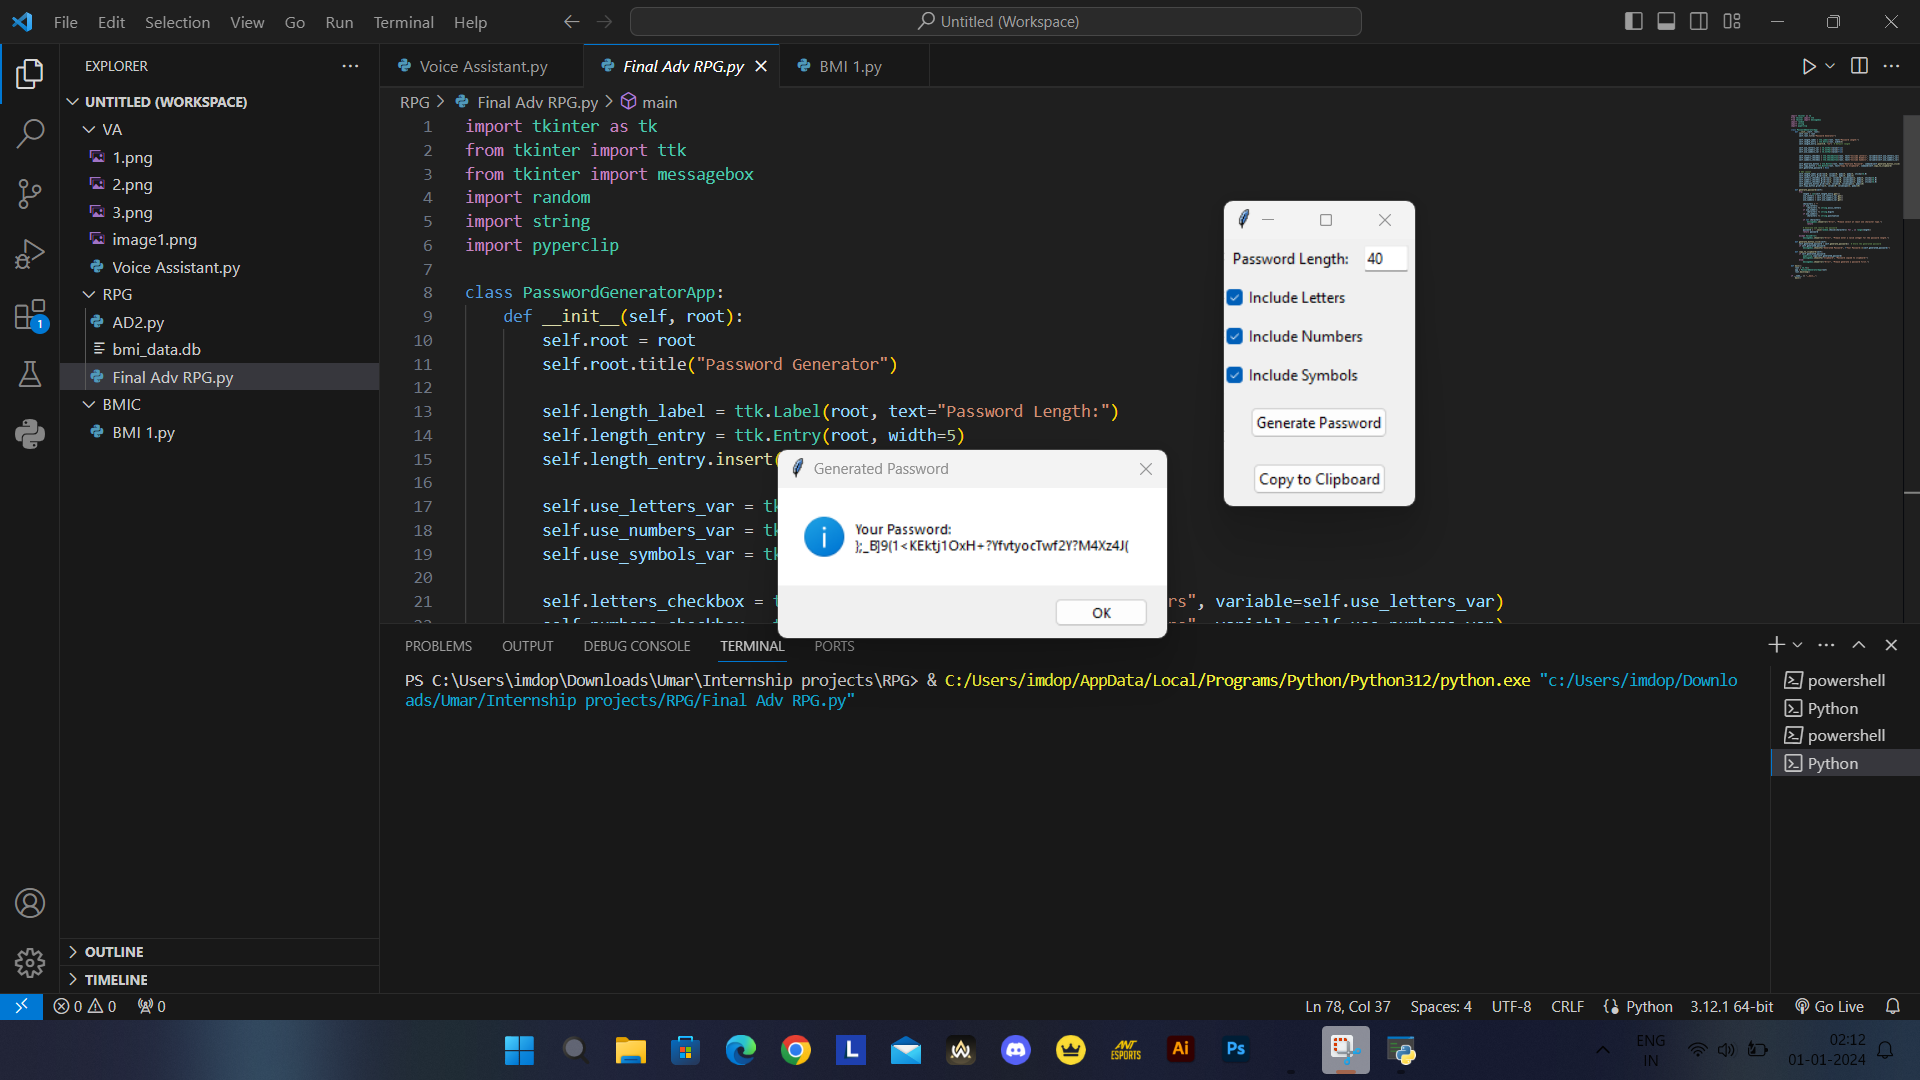 File Edit Selection View Go Run Terminal Help
Untitled (Workspace)
EXPLORER
UNTITLED (WORKSPACE)
VA
1.png
2.png
3.png
image1.png
Voice Assistant.py
RPG
AD2.py
bmi_data.db
Final Adv RPG.py
BMIC
BMI 1.py
OUTLINE
TIMELINE
1
Voice Assistant.py Final Adv RPG.py BMI 1.py
RPG Final Adv RPG.py main
1 import tkinter as tk
2 from tkinter import ttk
3 from tkinter import messagebox
4 import random
5 import string
6 import pyperclip
7
8 class PasswordGeneratorApp:
9 def __init__(self, root):
10 self.root = root
11 self.root.title("Password Generator")
12
13 self.length_label = ttk.Label(root, text="Password Length:")
14 self.length_entry = ttk.Entry(root, width=5)
15 self.length_entry.insert(
16
17 self.use_letters_var = tk
18 self.use_numbers_var = tk
19 self.use_symbols_var = tk
20
21 self.letters_checkbox = t rs", variable=self.use_letters_var)
Password Length: 40
Include Letters
Include Numbers
Include Symbols
Generate Password
Copy to Clipboard
Generated Password
Your Password:
};_B]9(1<KEktj1OxH+?YfvtyocTwf2Y?M4Xz4J(
OK
PROBLEMS OUTPUT DEBUG CONSOLE TERMINAL PORTS
PS C:\Users\imdop\Downloads\Umar\Internship projects\RPG> & C:/Users/imdop/AppData/Local/Programs/Python/Python312/python.exe "c:/Users/imdop/Downlo
ads/Umar/Internship projects/RPG/Final Adv RPG.py"
powershell
Python
powershell
Python
0 0 0
Ln 78, Col 37 Spaces: 4 UTF-8 CRLF Python 3.12.1 64-bit Go Live
L
ANT ESPORTS
Ai
Ps
ENG
IN
02:12
01-01-2024